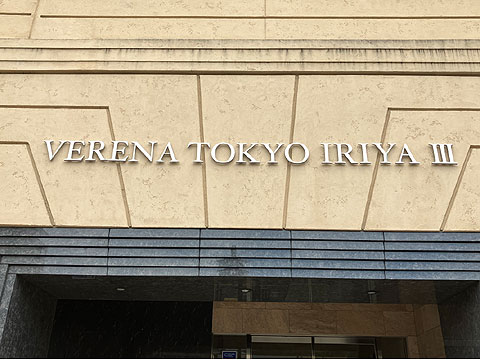 VERENA TOKYO IRIYA III